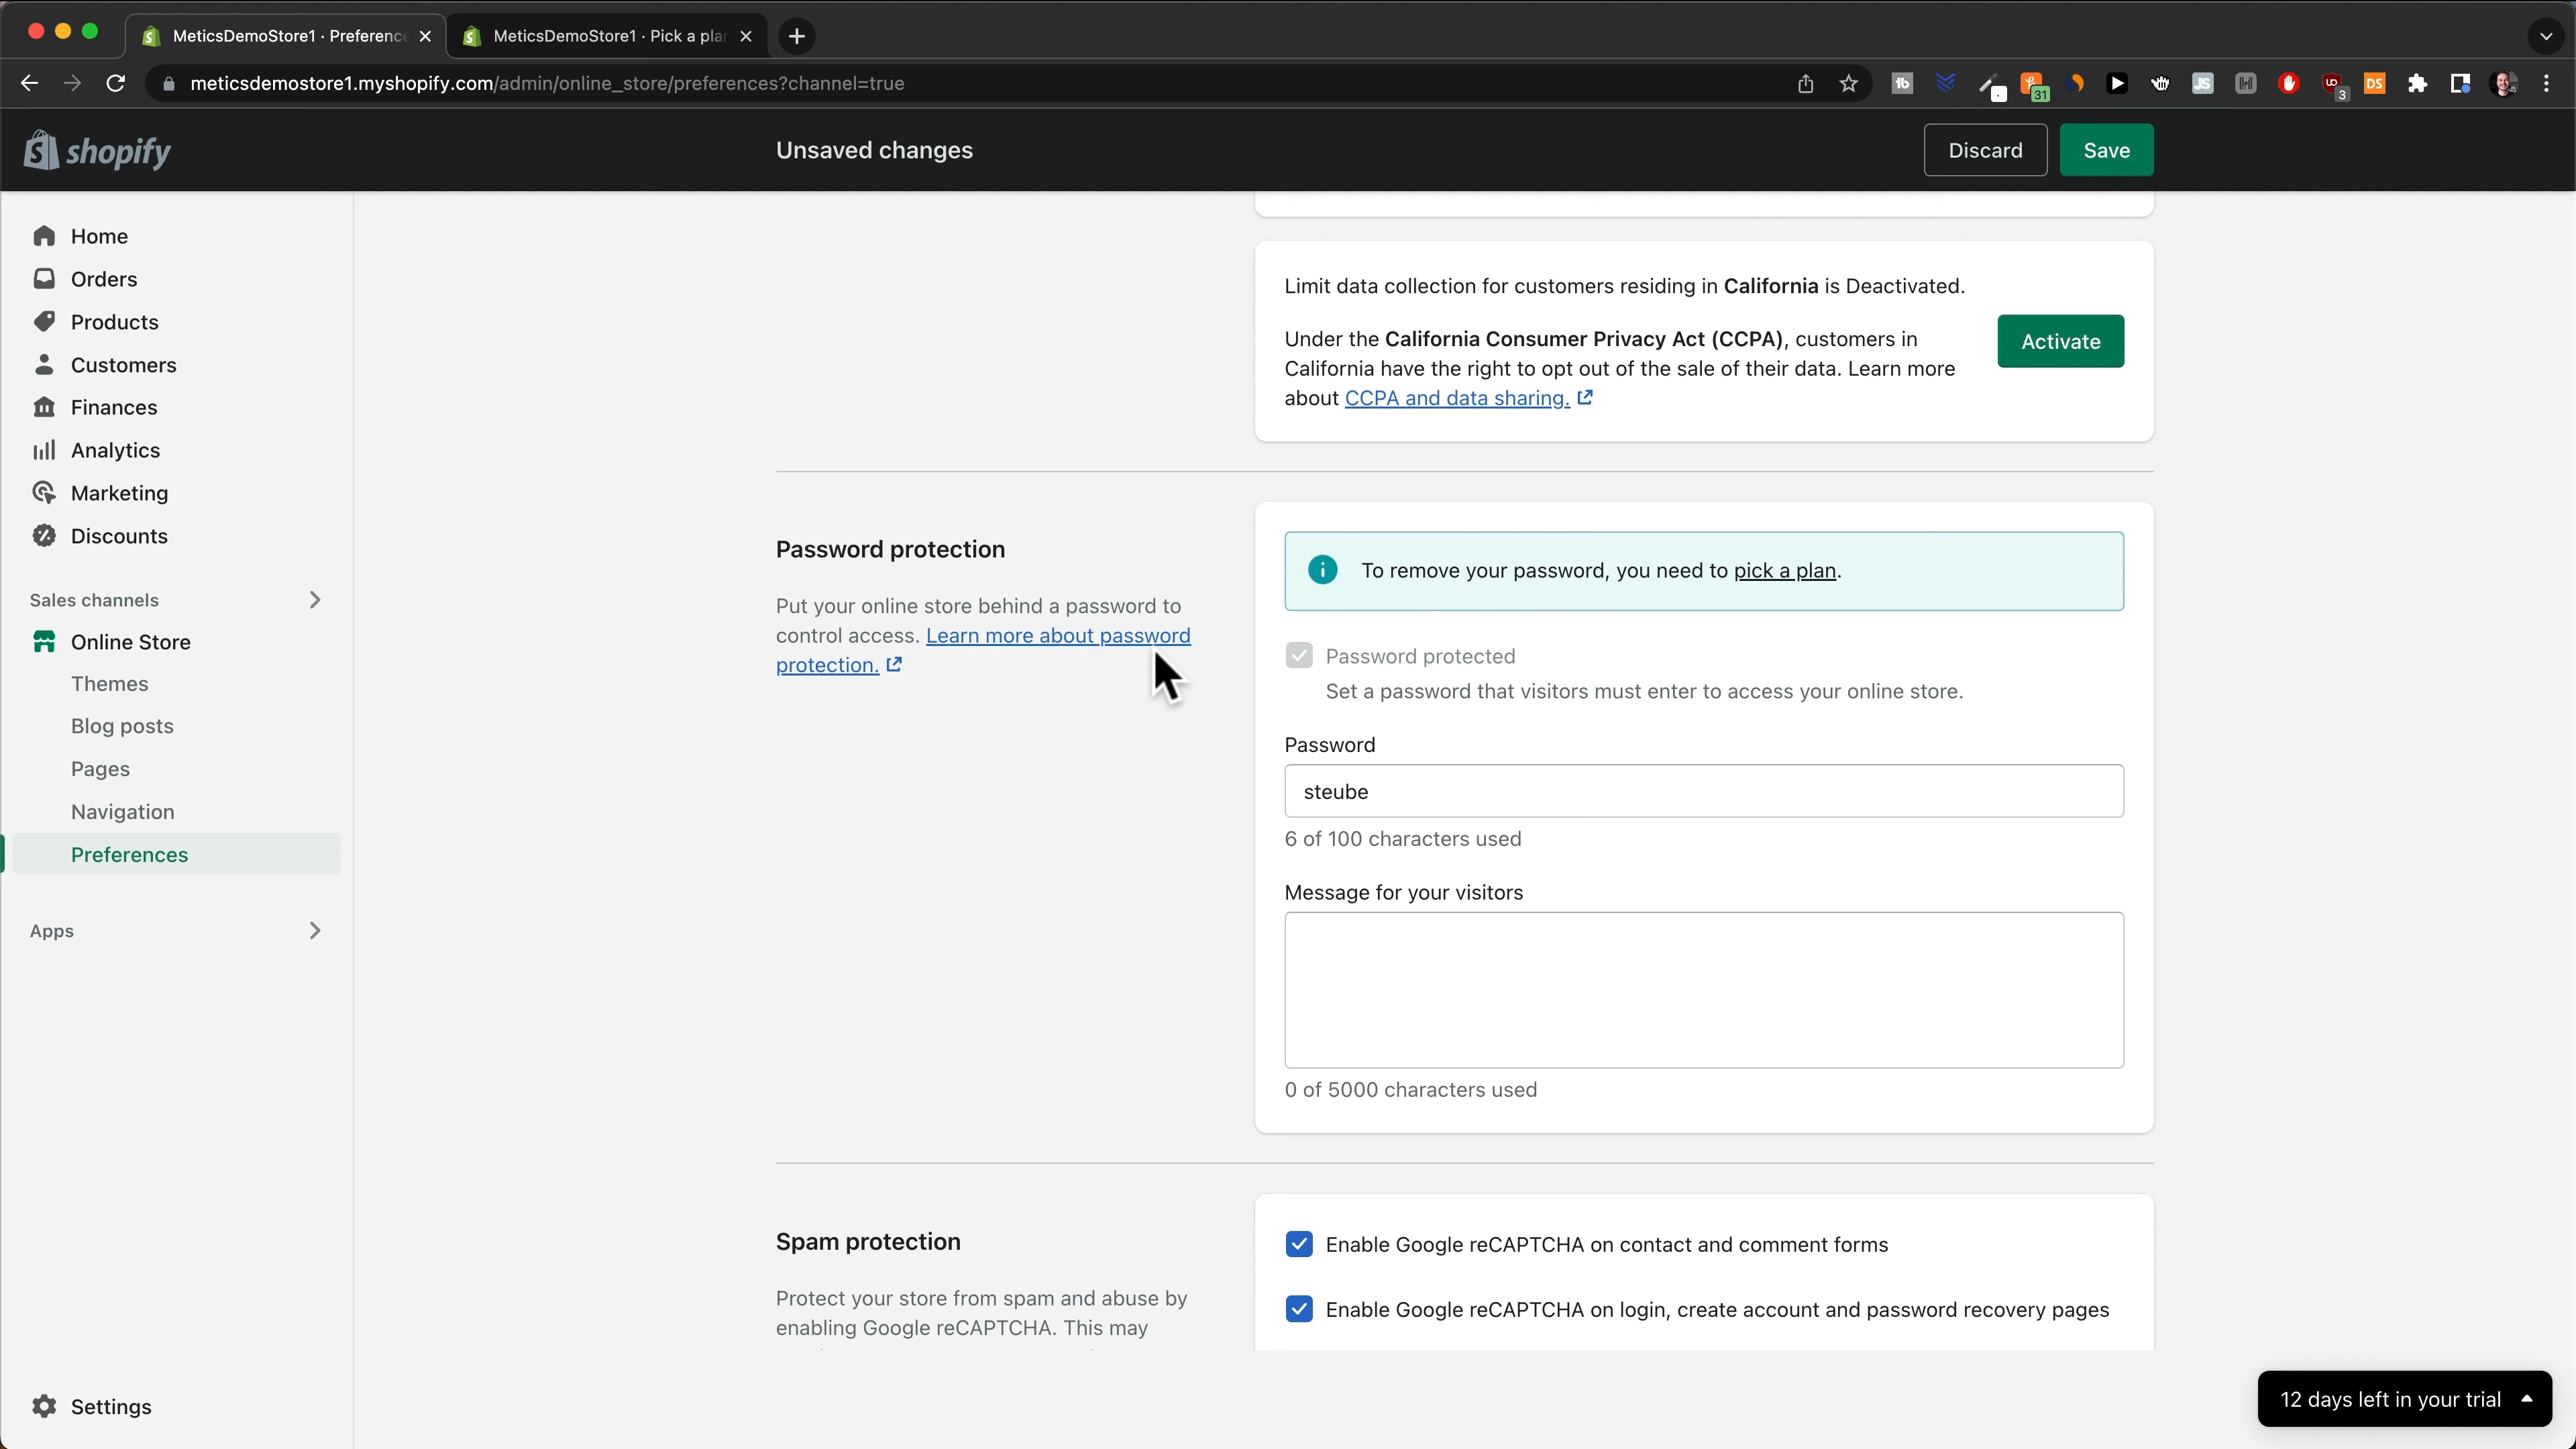 MeticsDemoStore1 · Preference
MeticsDemoStore1 · Pick a plan
meticsdemostore1.myshopify.com/admin/online_store/preferences?channel=true
tb
31
JS
UD
3
DS
shopify
Unsaved changes
Discard
Save
Home
Orders
Products
Customers
Finances
Analytics
Marketing
Discounts
Sales channels
Online Store
Themes
Blog posts
Pages
Navigation
Preferences
Apps
Settings
Limit data collection for customers residing in California is Deactivated.
Under the California Consumer Privacy Act (CCPA), customers in
California have the right to opt out of the sale of their data. Learn more
about CCPA and data sharing.
Activate
Password protection
Put your online store behind a password to
control access. Learn more about password
protection.
To remove your password, you need to pick a plan.
Password protected
Set a password that visitors must enter to access your online store.
Password
steube
6 of 100 characters used
Message for your visitors
0 of 5000 characters used
Spam protection
Protect your store from spam and abuse by
enabling Google reCAPTCHA. This may
Enable Google reCAPTCHA on contact and comment forms
Enable Google reCAPTCHA on login, create account and password recovery pages
12 days left in your trial